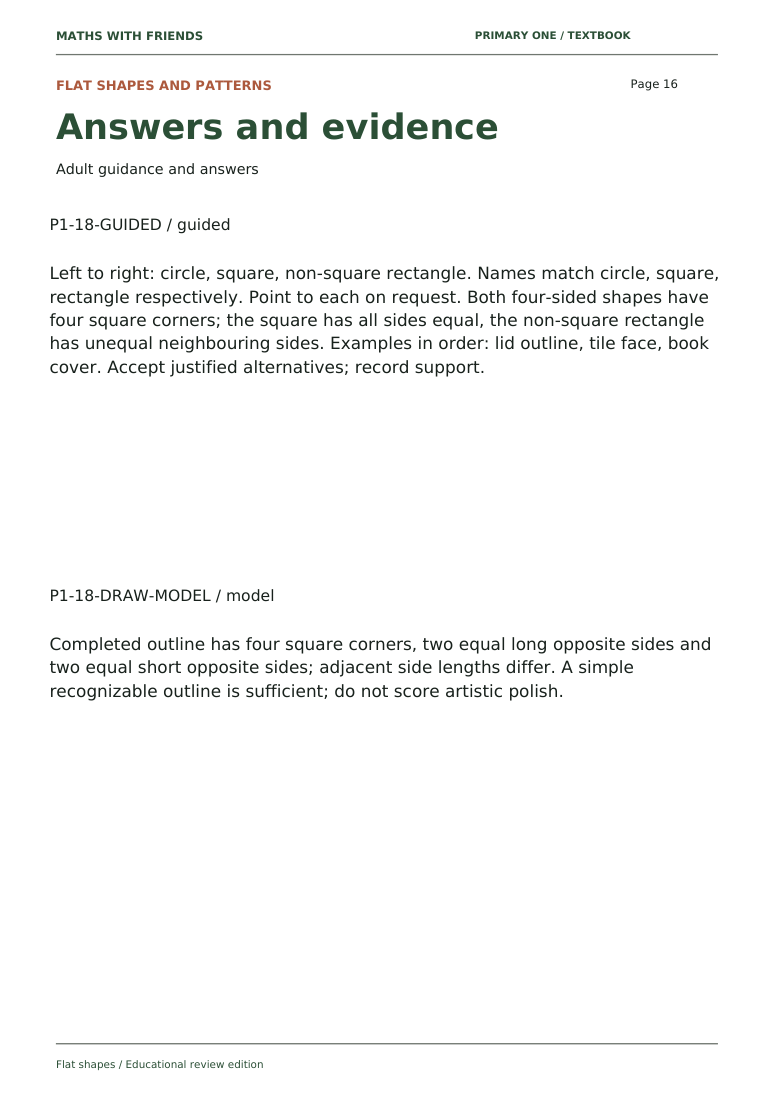 MATHS WITH FRIENDS
PRIMARY ONE / TEXTBOOK
FLAT SHAPES AND PATTERNS
Page 16
Answers and evidence
Adult guidance and answers
P1-18-GUIDED / guided
Left to right: circle, square, non-square rectangle. Names match circle, square,
rectangle respectively. Point to each on request. Both four-sided shapes have
four square corners; the square has all sides equal, the non-square rectangle
has unequal neighbouring sides. Examples in order: lid outline, tile face, book
cover. Accept justified alternatives; record support.
P1-18-DRAW-MODEL / model
Completed outline has four square corners, two equal long opposite sides and
two equal short opposite sides; adjacent side lengths differ. A simple
recognizable outline is sufficient; do not score artistic polish.
Flat shapes / Educational review edition